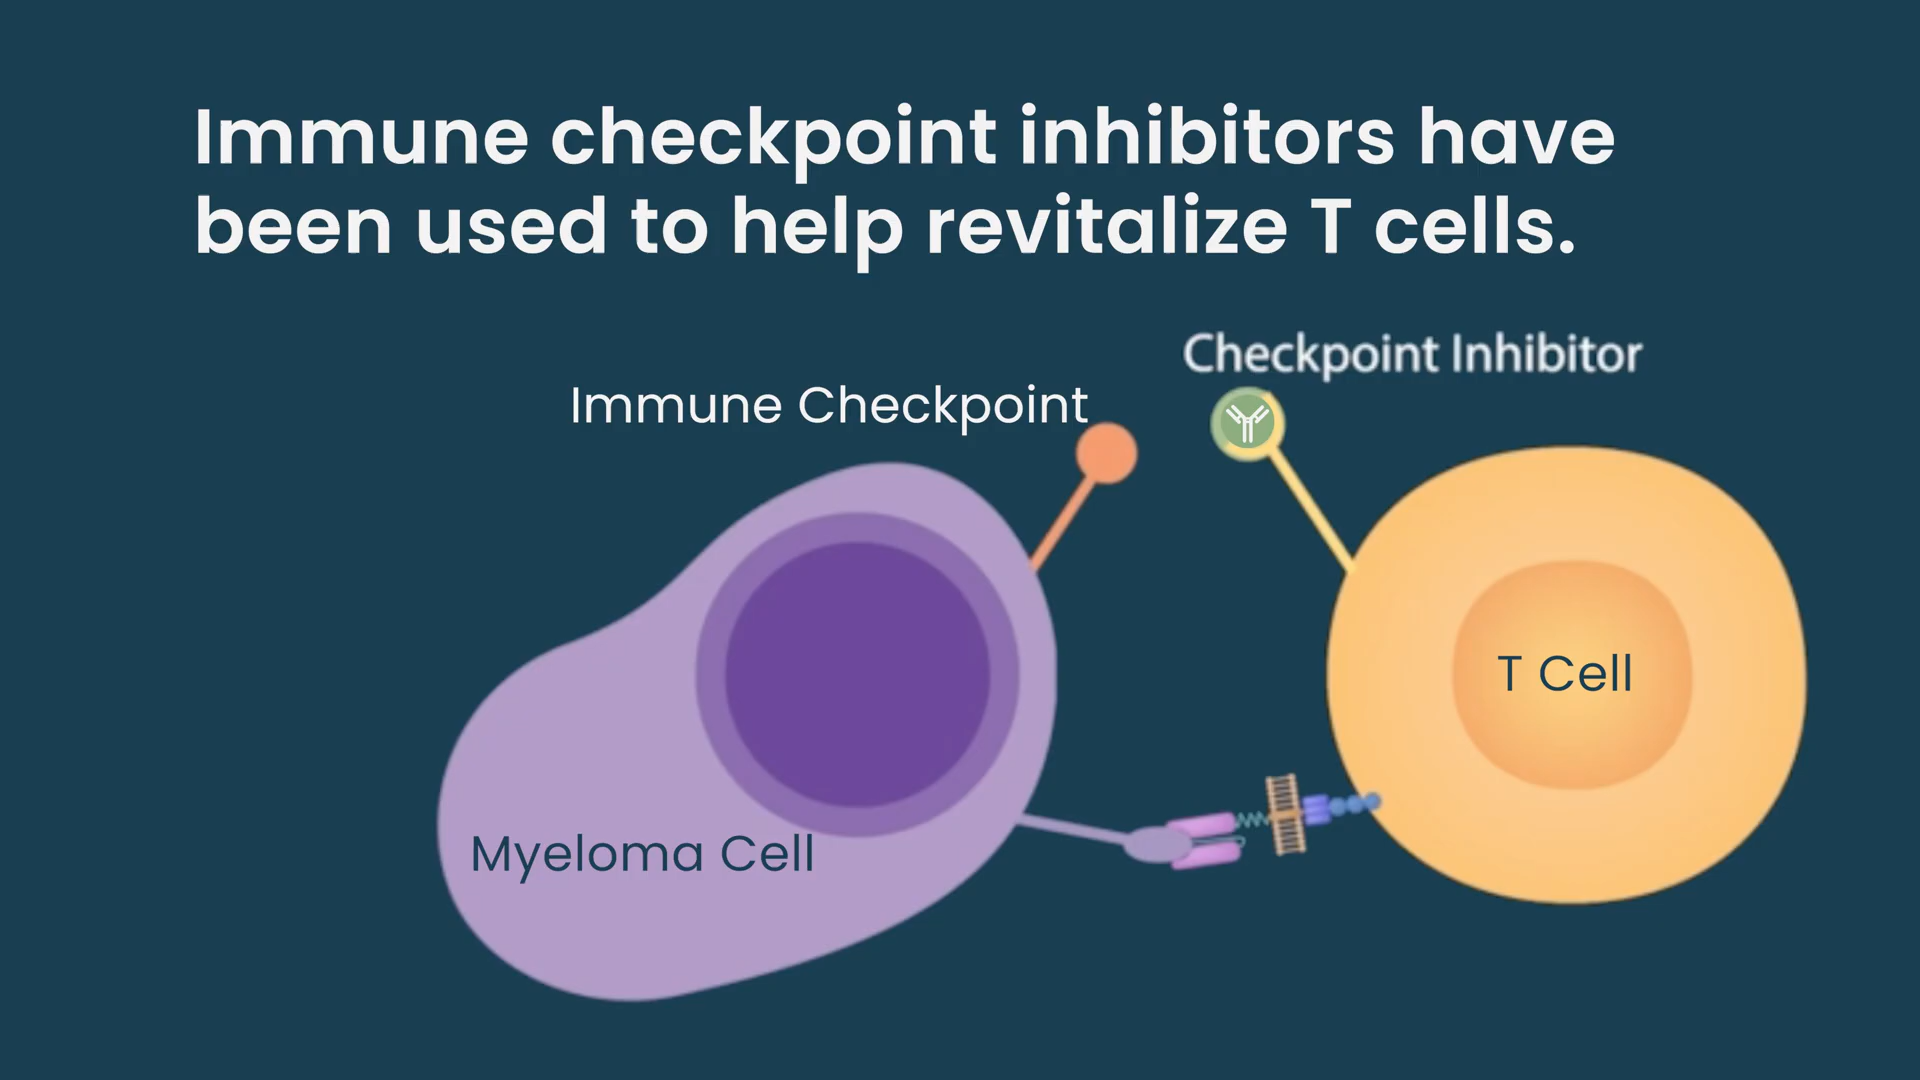 Immune checkpoint inhibitors have
been used to help revitalize T cells.
Checkpoint Inhibitor
Immune Checkpoint
T Cell
Myeloma Cell